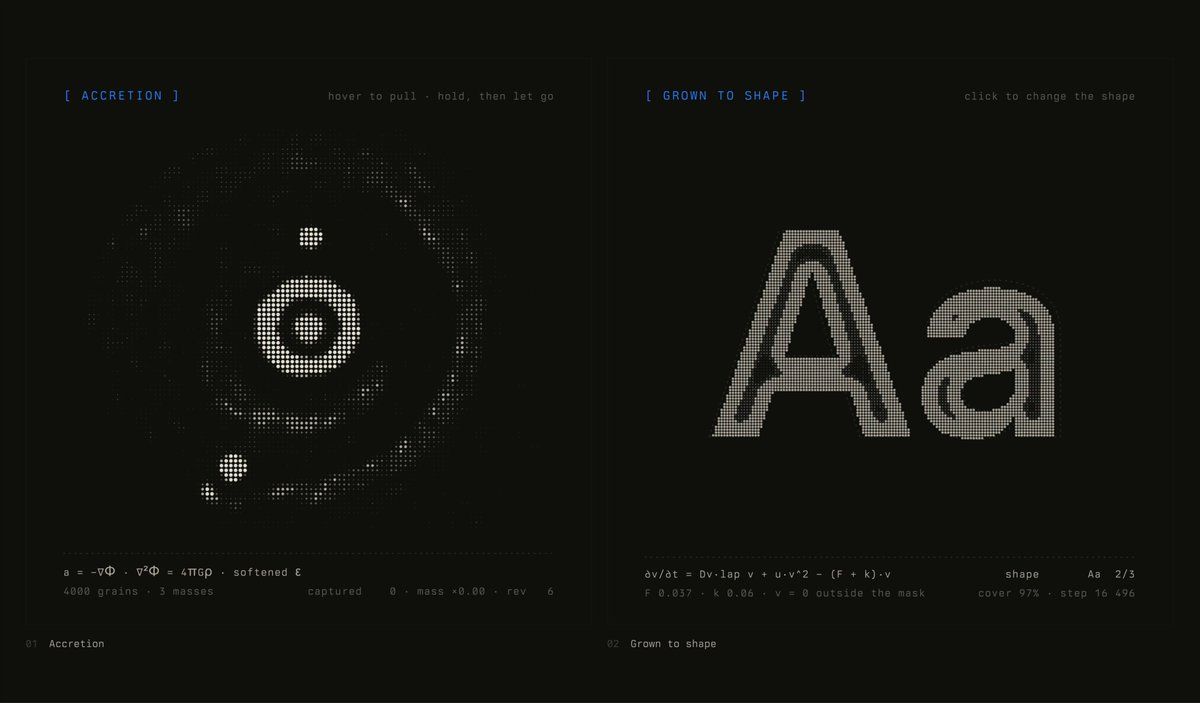 [ ACCRETION ]
hover to pull · hold, then let go
a = −∇Φ · ∇²Φ = 4πGρ · softened ε
4000 grains · 3 masses
captured 0 · mass ×0.00 · rev 6
01 Accretion
[ GROWN TO SHAPE ]
click to change the shape
Aa
∂v/∂t = Dv·lap v + u·v^2 − (F + k)·v
shape Aa 2/3
F 0.037 · k 0.06 · v = 0 outside the mask
cover 97% · step 16 496
02 Grown to shape